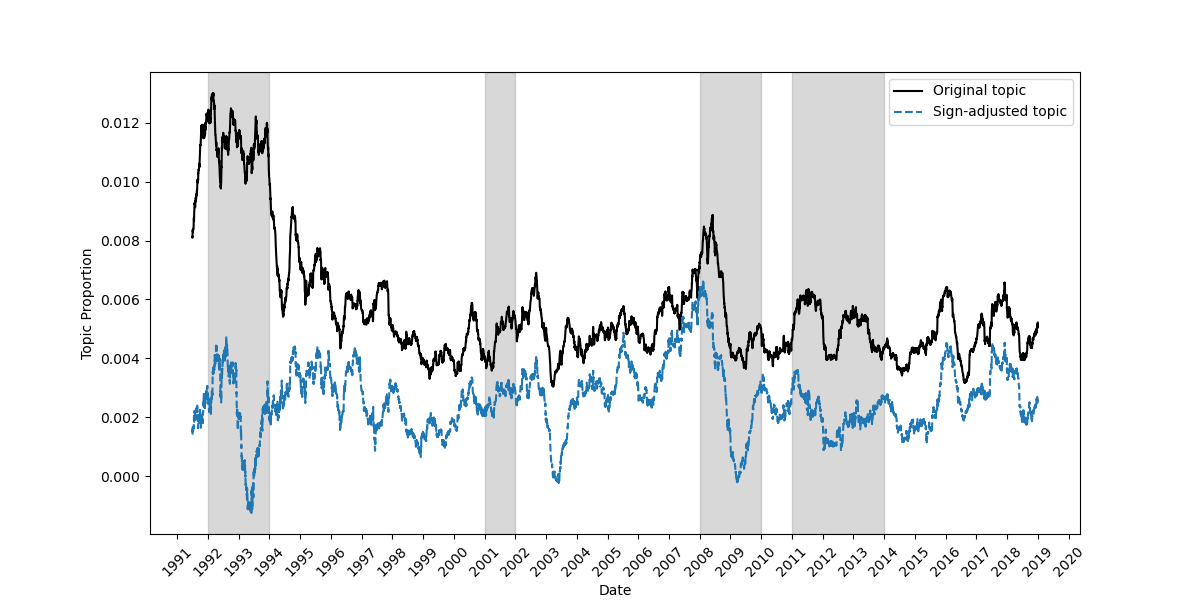 Original topic
Sign-adjusted topic
Topic Proportion
0.012
0.010
0.008
0.006
0.004
0.002
0.000
1991 1992 1993 1994 1995 1996 1997 1998 1999 2000 2001 2002 2003 2004 2005 2006 2007 2008 2009 2010 2011 2012 2013 2014 2015 2016 2017 2018 2019 2020
Date